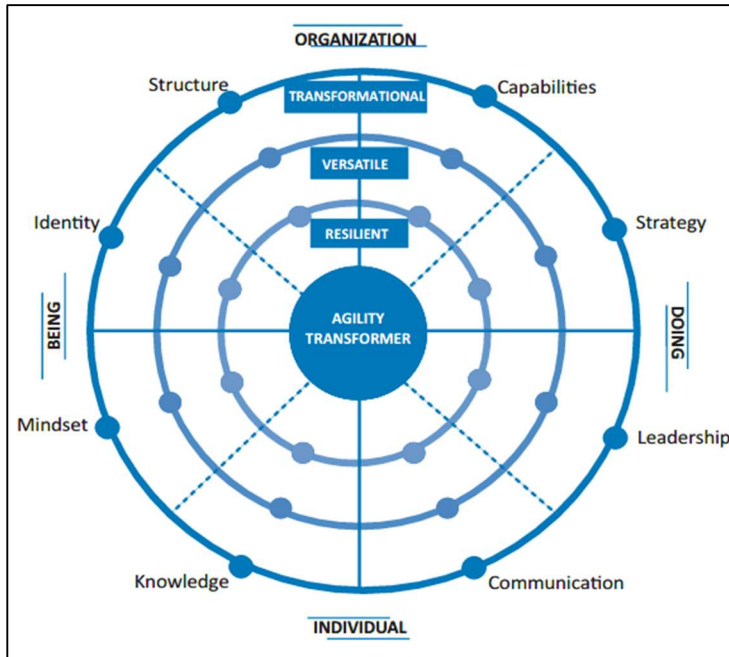 ORGANIZATION
Structure
TRANSFORMATIONAL
Capabilities
VERSATILE
Identity
RESILIENT
Strategy
BEING
AGILITY
TRANSFORMER
DOING
Mindset
Leadership
Knowledge
Communication
INDIVIDUAL